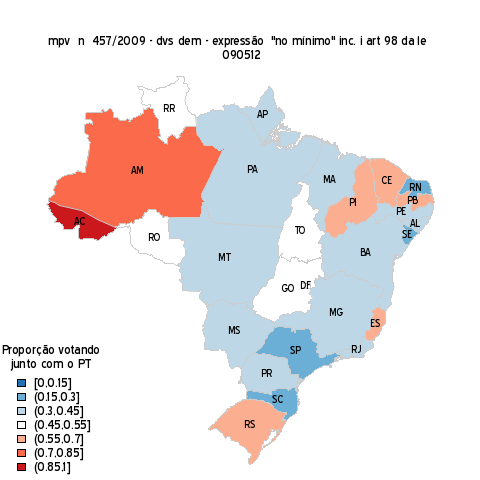 mpv n 457/2009 - dvs dem - expressão "no mínimo" inc. i art 98 da le
090512
RR
AP
AM
PA
MA
CE
RN
PI
PB
PE
AC
AL
RO
TO
SE
BA
MT
GO
DF
MG
MS
ES
SP
RJ
PR
SC
RS
Proporção votando
junto com o PT
[0,0.15]
(0.15,0.3]
(0.3,0.45]
(0.45,0.55]
(0.55,0.7]
(0.7,0.85]
(0.85,1]